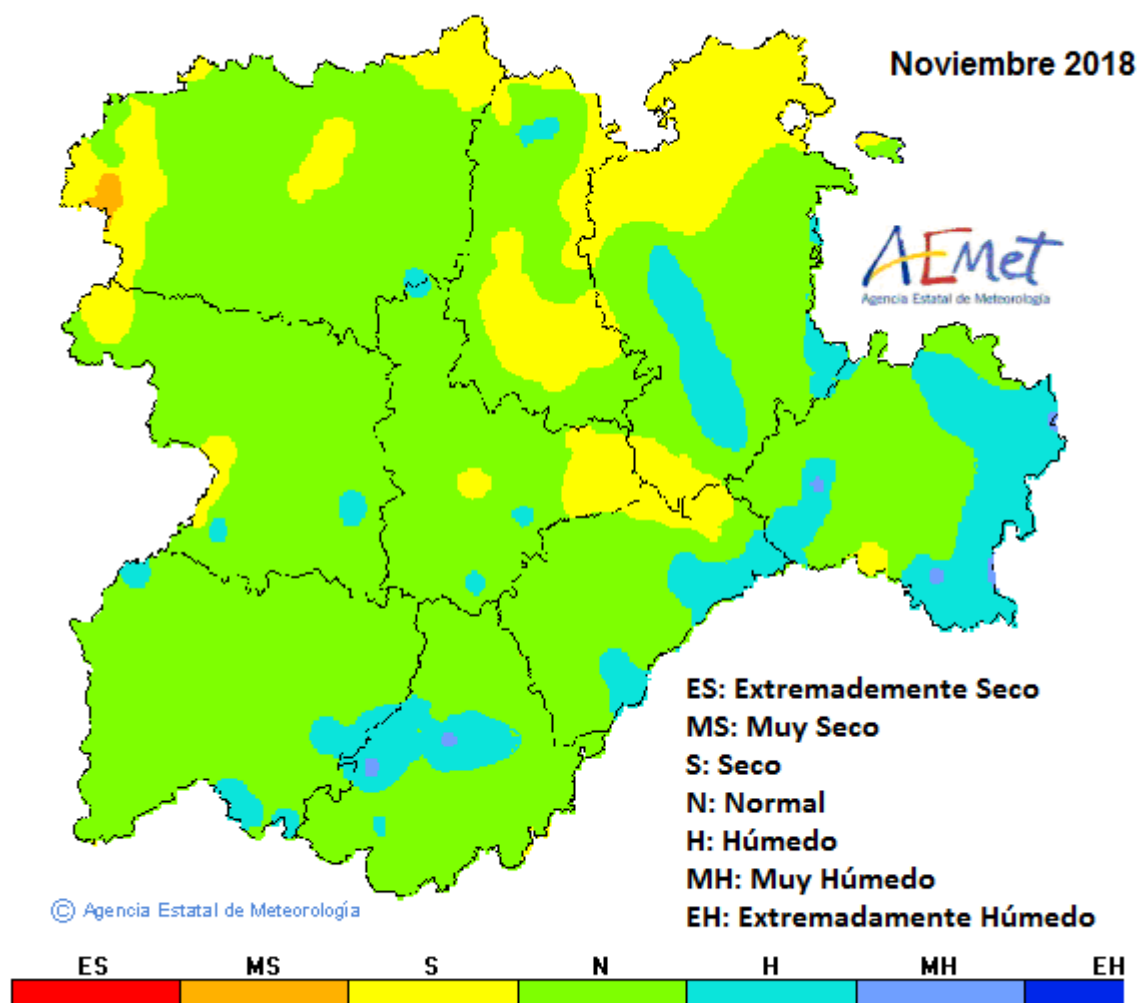 Noviembre 2018
AEMet
Agencia Estatal de Meteorología
ES: Extremademente Seco
MS: Muy Seco
S: Seco
N: Normal
H: Húmedo
MH: Muy Húmedo
EH: Extremadamente Húmedo
© Agencia Estatal de Meteorología
ES MS S N H MH EH